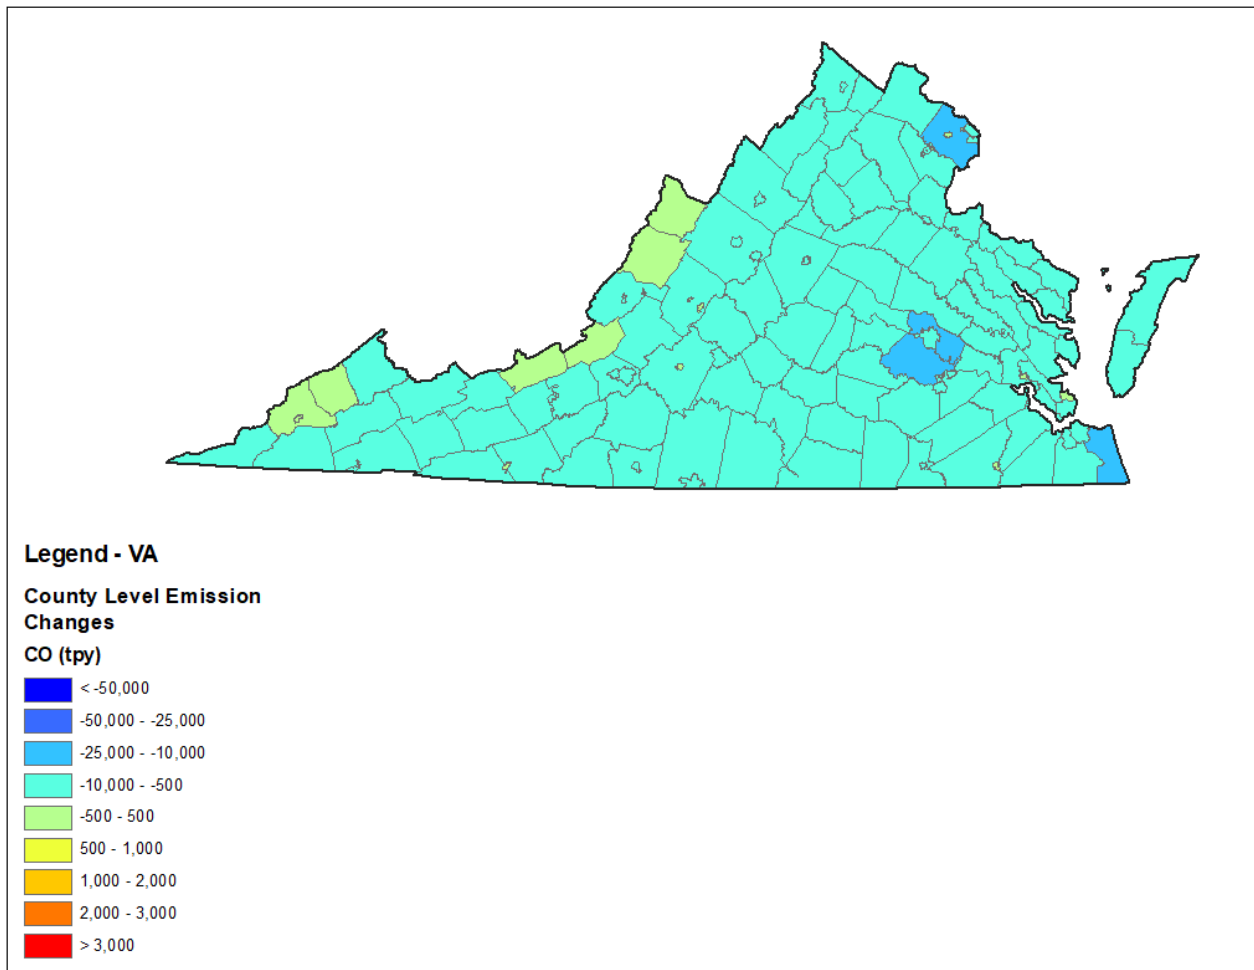 Legend - VA
County Level Emission
Changes
CO (tpy)
< -50,000
-50,000 - -25,000
-25,000 - -10,000
-10,000 - -500
-500 - 500
500 - 1,000
1,000 - 2,000
2,000 - 3,000
> 3,000